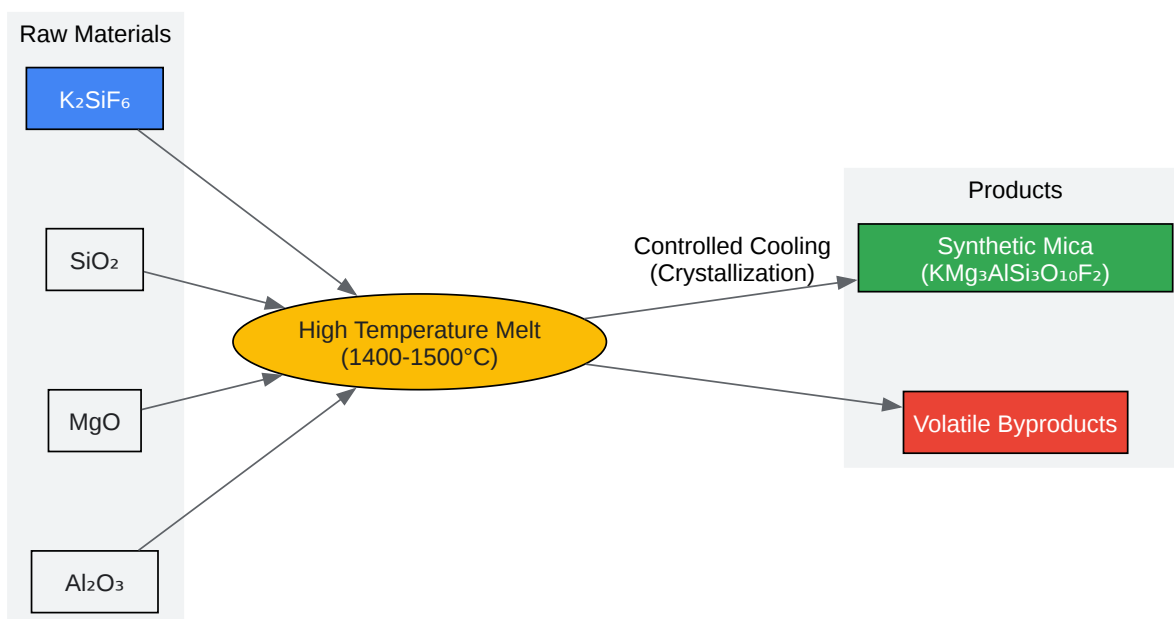 Raw Materials
K₂SiF₆
SiO₂
MgO
Al₂O₃
High Temperature Melt
(1400-1500°C)
Controlled Cooling
(Crystallization)
Products
Synthetic Mica
(KMg₃AlSi₃O₁₀F₂)
Volatile Byproducts